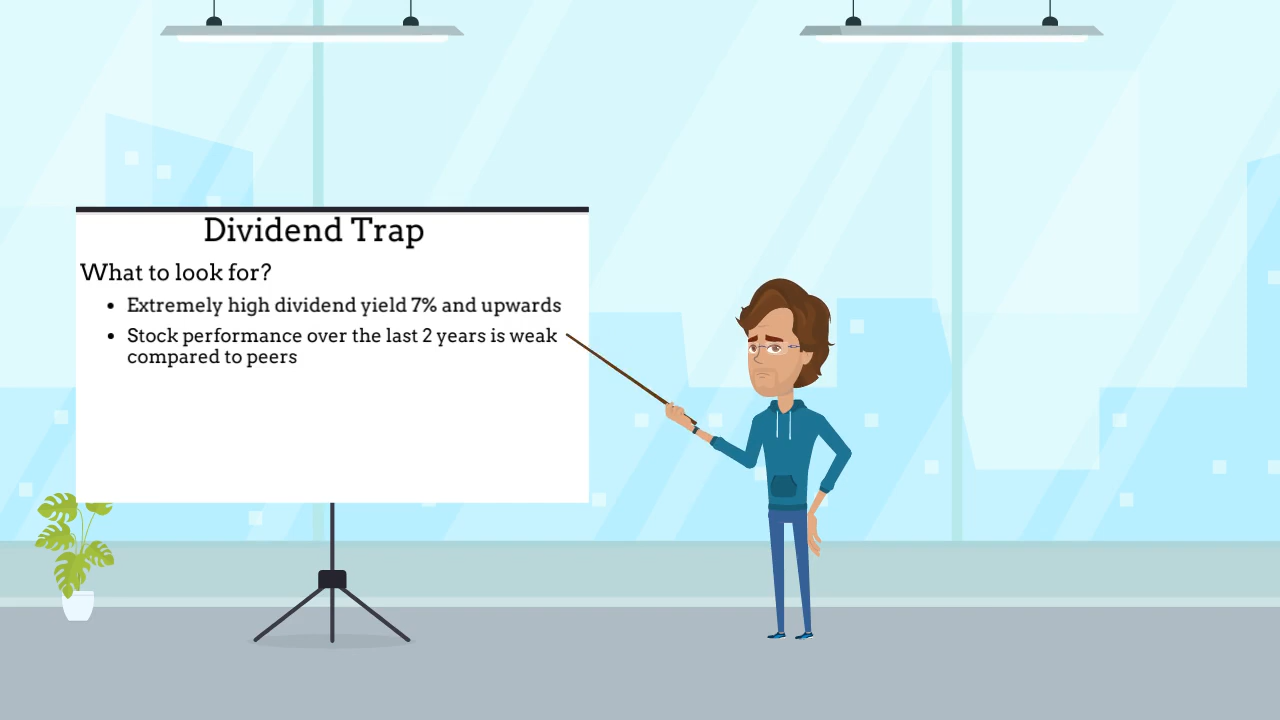 Dividend Trap
What to look for?
• Extremely high dividend yield 7% and upwards
• Stock performance over the last 2 years is weak
compared to peers